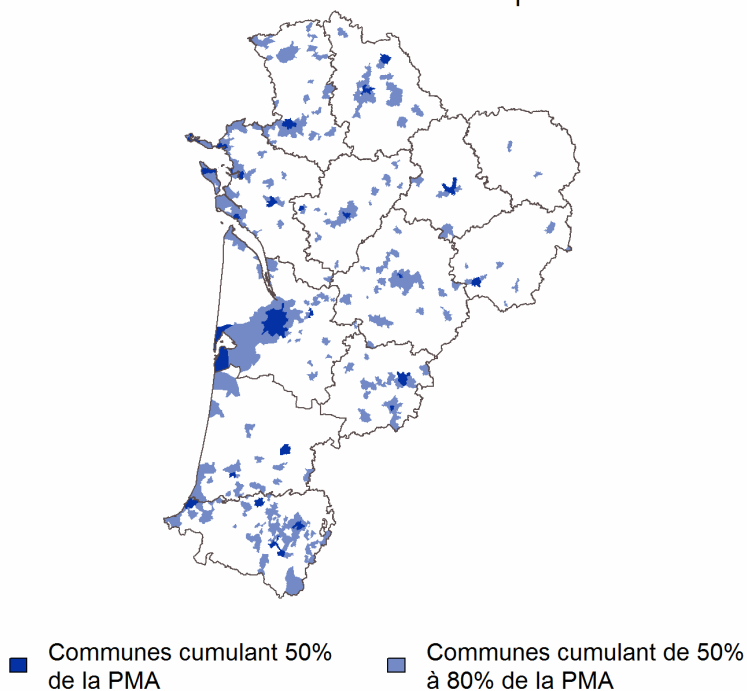 Communes cumulant 50%
de la PMA
Communes cumulant de 50%
à 80% de la PMA